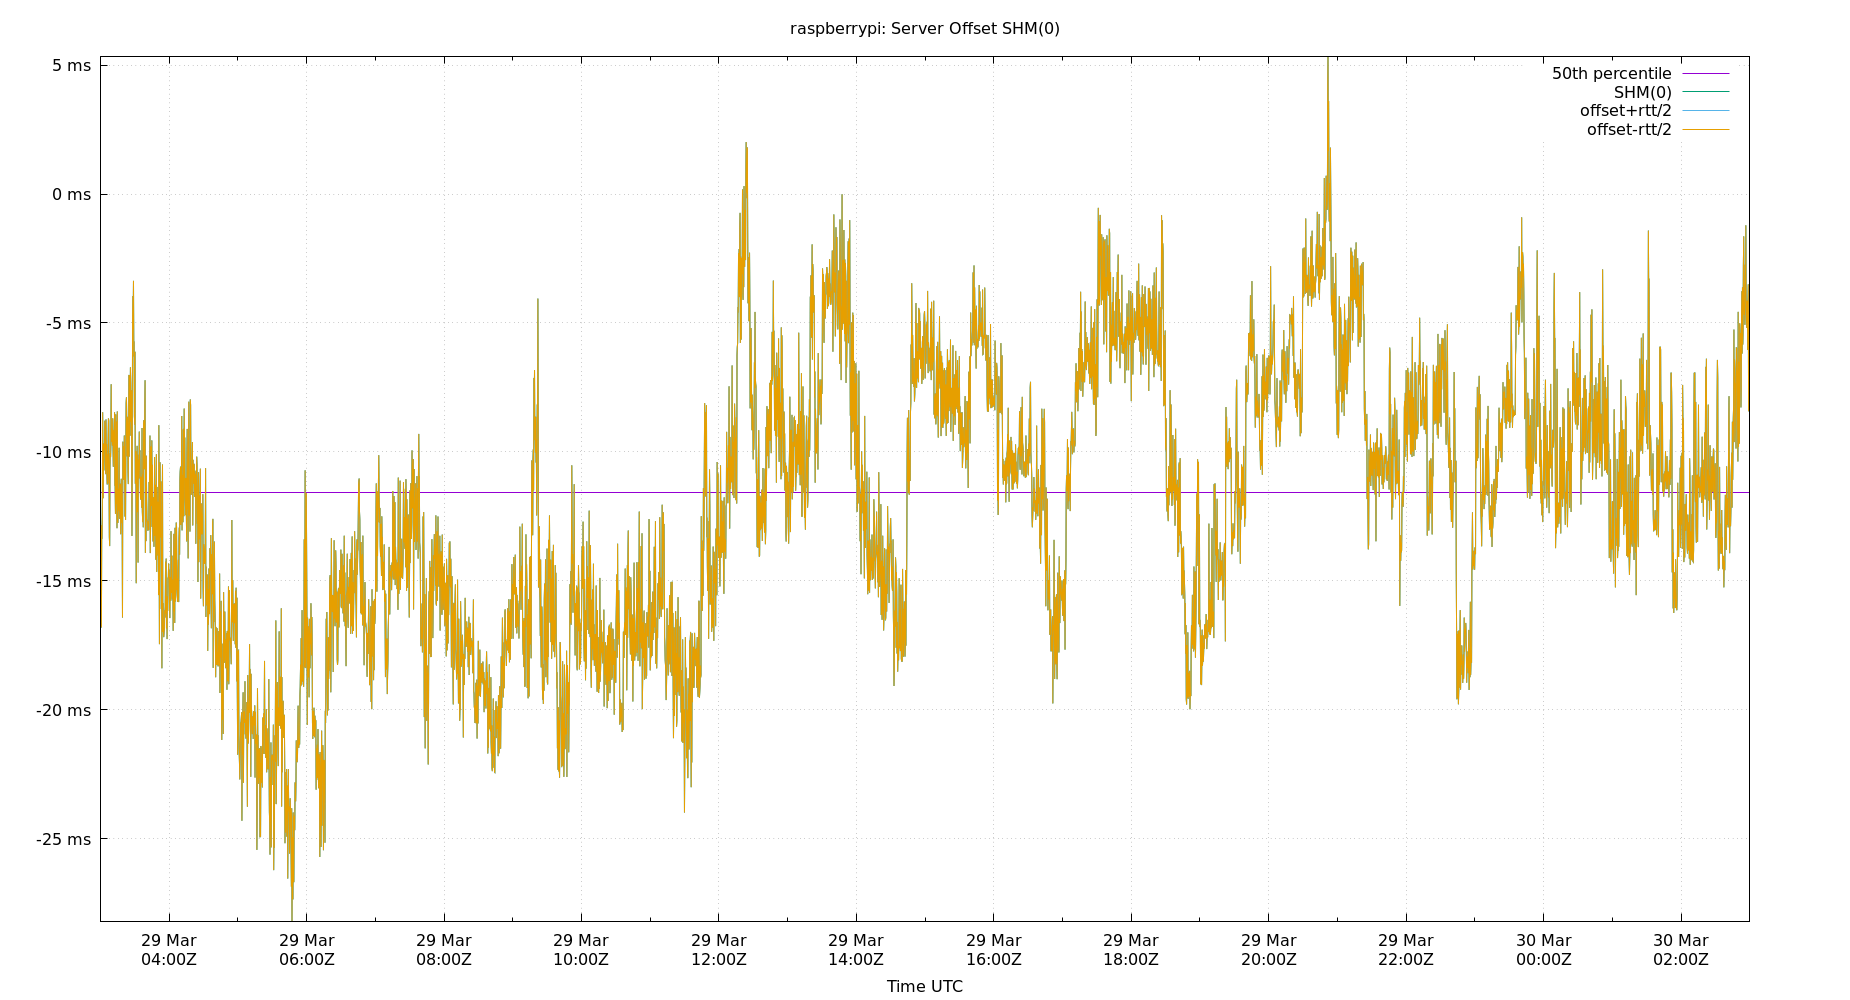 raspberrypi: Server Offset SHM(0)
5 ms
0 ms
-5 ms
-10 ms
-15 ms
-20 ms
-25 ms
50th percentile
SHM(0)
offset+rtt/2
offset-rtt/2
29 Mar
04:00Z
29 Mar
06:00Z
29 Mar
08:00Z
29 Mar
10:00Z
29 Mar
12:00Z
29 Mar
14:00Z
29 Mar
16:00Z
29 Mar
18:00Z
29 Mar
20:00Z
29 Mar
22:00Z
30 Mar
00:00Z
30 Mar
02:00Z
Time UTC